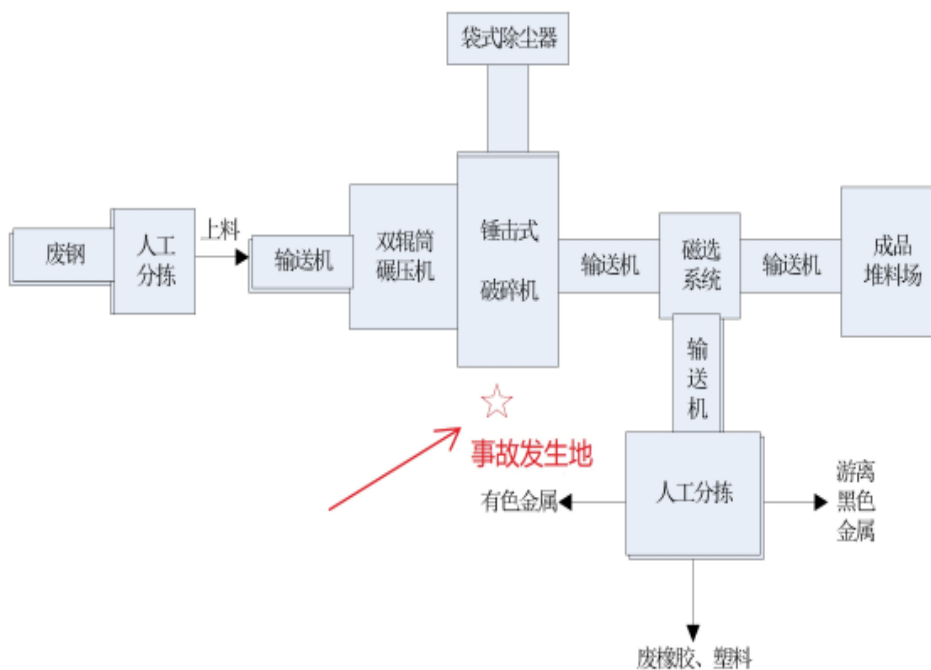 袋式除尘器
废钢
人工
分拣
上料
输送机
双辊筒
碾压机
锤击式
破碎机
输送机
磁选
系统
输送机
成品
堆料场
输
送
机
事故发生地
人工分拣
有色金属
游离
黑色
金属
废橡胶、塑料